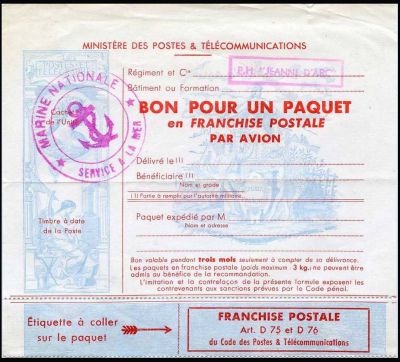 MINISTÈRE DES POSTES & TÉLÉCOMMUNICATIONS
Régiment et Cie
P.H. "JEANNE D'ARC"
Bâtiment ou Formation
MARINE NATIONALE
SERVICE A LA MER
Cachet
de l'Unité
BON POUR UN PAQUET
en FRANCHISE POSTALE
PAR AVION
Délivré le (1)
Bénéficiaire (1)
Nom et grade
(1) Partie à remplir par l'autorité militaire.
Timbre à date
de la Poste
Paquet expédié par M
Nom et adresse
Bon valable pendant trois mois seulement à compter de sa délivrance.
Les paquets en franchise postale (poids maximum : 3 kg.) ne peuvent être
admis au bénéfice de la recommandation.
L'imitation et la contrefaçon de la présente formule exposent les
contrevenants aux sanctions prévues par le Code pénal.
Étiquette à coller
sur le paquet
FRANCHISE POSTALE
Art. D 75 et D 76
du Code des Postes & Télécommunications